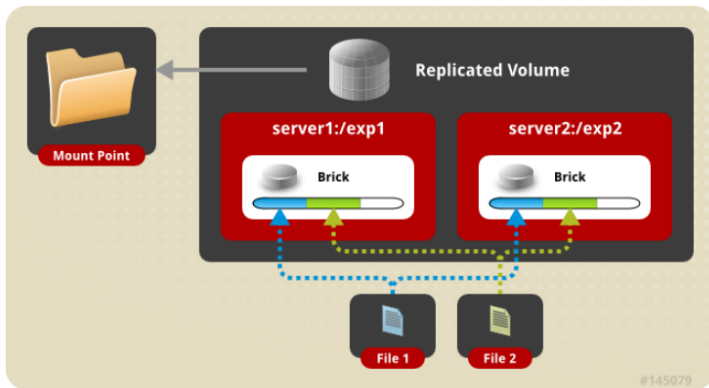 Replicated Volume
Mount Point
server1:/exp1
server2:/exp2
Brick
Brick
File 1
File 2
#145079